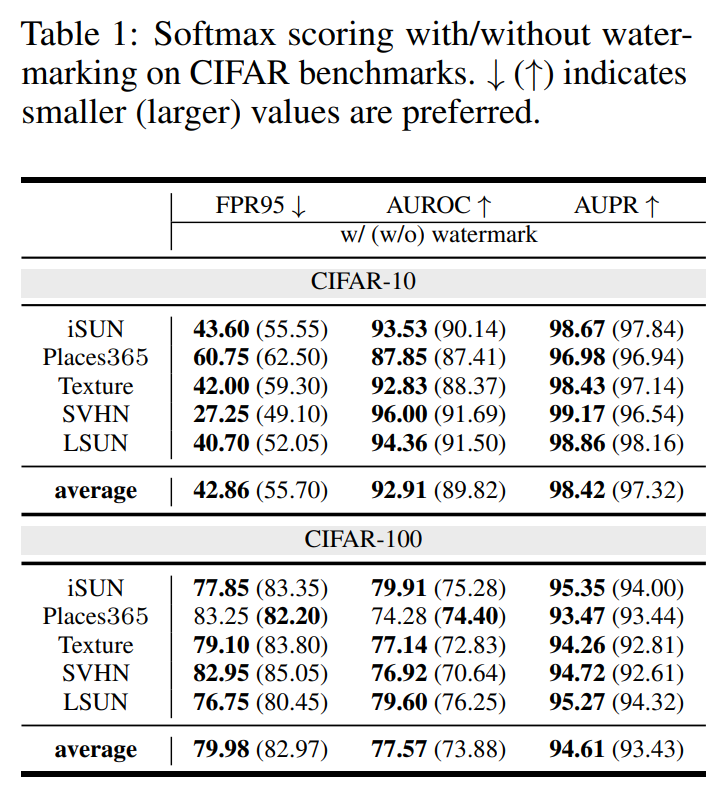 Table 1: Softmax scoring with/without water-
marking on CIFAR benchmarks. ↓ (↑) indicates
smaller (larger) values are preferred.
FPR95 ↓ AUROC ↑ AUPR ↑
w/ (w/o) watermark
CIFAR-10
iSUN 43.60 (55.55) 93.53 (90.14) 98.67 (97.84)
Places365 60.75 (62.50) 87.85 (87.41) 96.98 (96.94)
Texture 42.00 (59.30) 92.83 (88.37) 98.43 (97.14)
SVHN 27.25 (49.10) 96.00 (91.69) 99.17 (96.54)
LSUN 40.70 (52.05) 94.36 (91.50) 98.86 (98.16)
average 42.86 (55.70) 92.91 (89.82) 98.42 (97.32)
CIFAR-100
iSUN 77.85 (83.35) 79.91 (75.28) 95.35 (94.00)
Places365 83.25 (82.20) 74.28 (74.40) 93.47 (93.44)
Texture 79.10 (83.80) 77.14 (72.83) 94.26 (92.81)
SVHN 82.95 (85.05) 76.92 (70.64) 94.72 (92.61)
LSUN 76.75 (80.45) 79.60 (76.25) 95.27 (94.32)
average 79.98 (82.97) 77.57 (73.88) 94.61 (93.43)